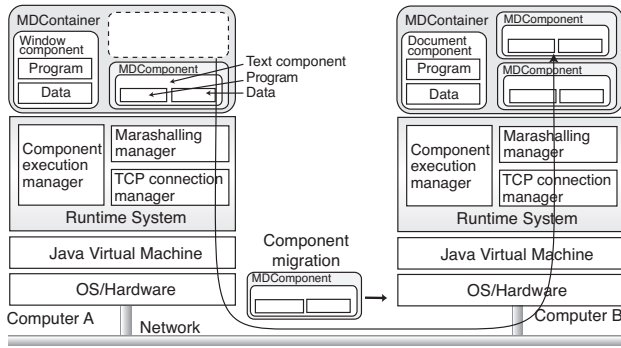 MDContainer
Window
component
Program
Data
MDComponent
Text component
Program
Data
Component
execution
manager
Marashalling
manager
TCP connection
manager
Runtime System
Java Virtual Machine
OS/Hardware
Computer A
Network
Component
migration
MDComponent
MDContainer
Document
component
Program
Data
MDComponent
MDComponent
Component
execution
manager
Marashalling
manager
TCP connection
manager
Runtime System
Java Virtual Machine
OS/Hardware
Computer B